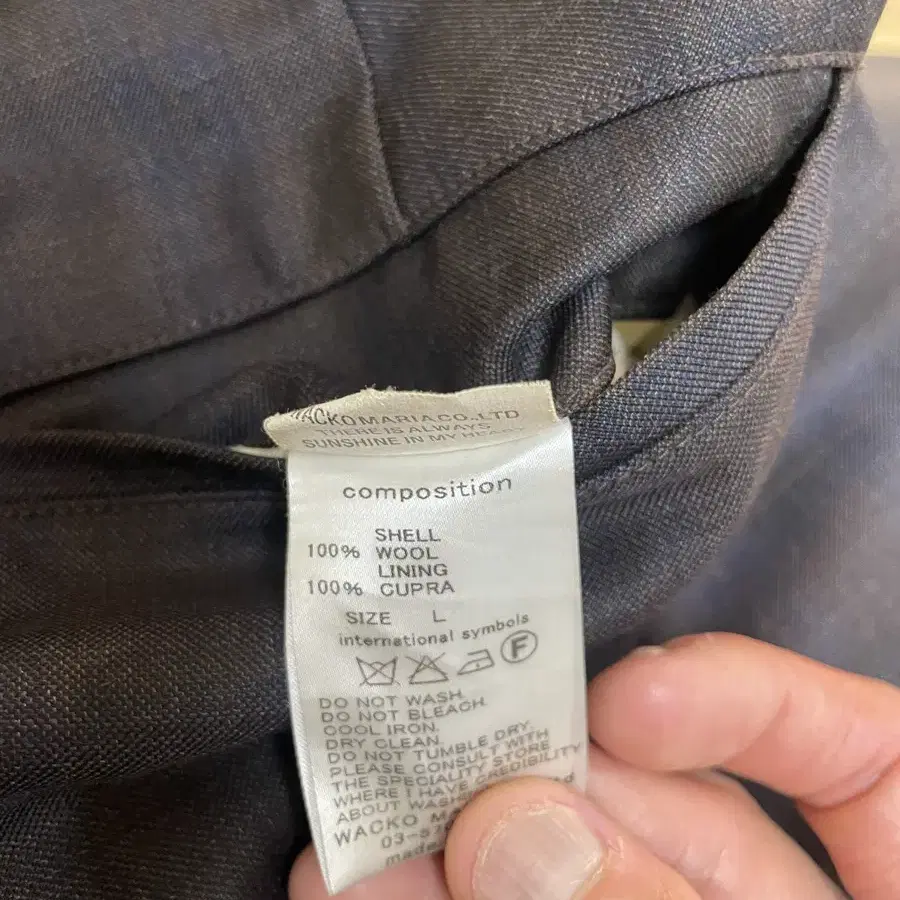 WACKO MARIA CO., LTD
THERE IS ALWAYS
SUNSHINE IN MY HEART
composition
SHELL
100% WOOL
LINING
100% CUPRA
SIZE L
international symbols
F
DO NOT WASH.
DO NOT BLEACH.
COOL IRON.
DRY CLEAN.
DO NOT TUMBLE DRY.
PLEASE CONSULT WITH
THE SPECIALITY STORE
WHERE I HAVE CREDIBILITY
ABOUT
WACKO
03-5
made